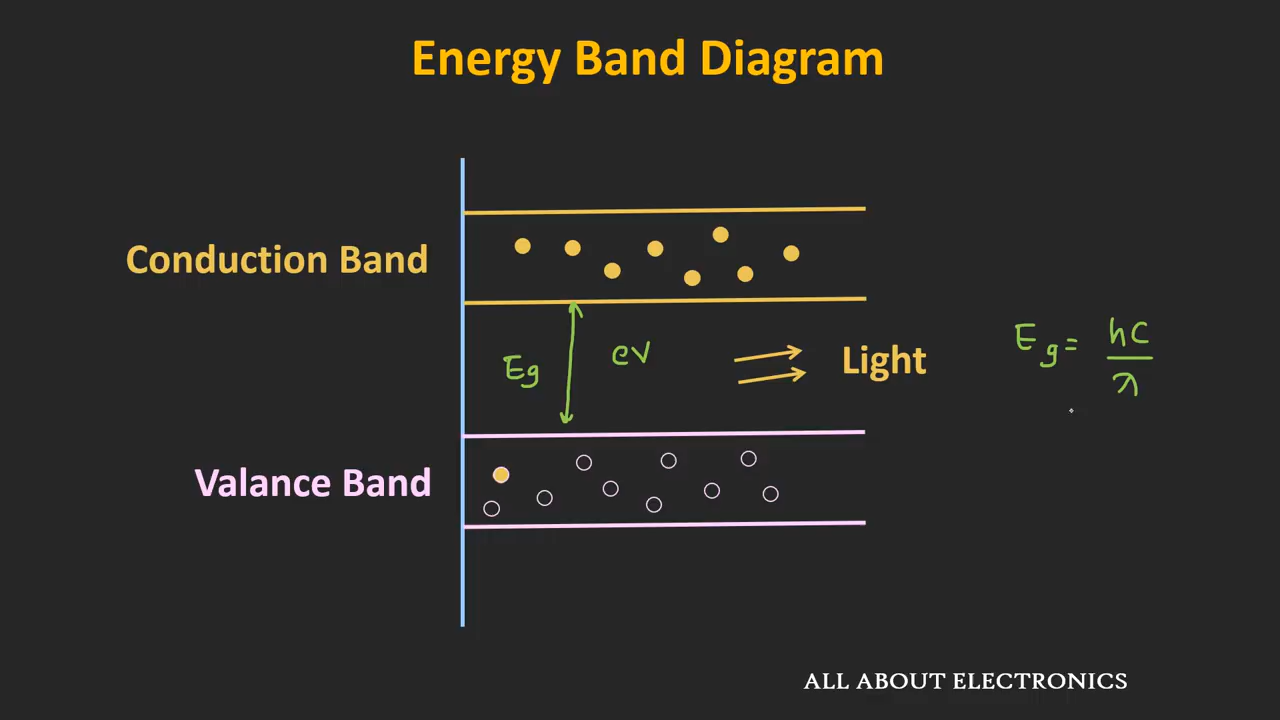 Energy Band Diagram
Conduction Band
Eg
eV
Light
Eg = hC
λ
Valance Band
ALL ABOUT ELECTRONICS